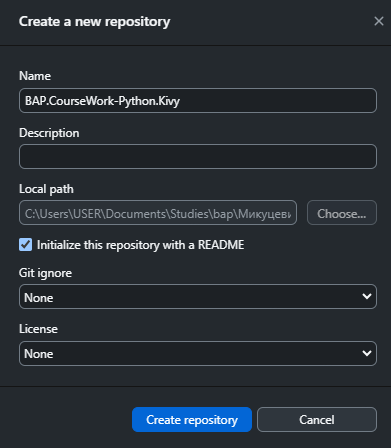 Create a new repository
Name
BAP.CourseWork-Python.Kivy
Description
Local path
C:\Users\USER\Documents\Studies\bap\Микуцеви
Choose...
Initialize this repository with a README
Git ignore
None
License
None
Create repository
Cancel